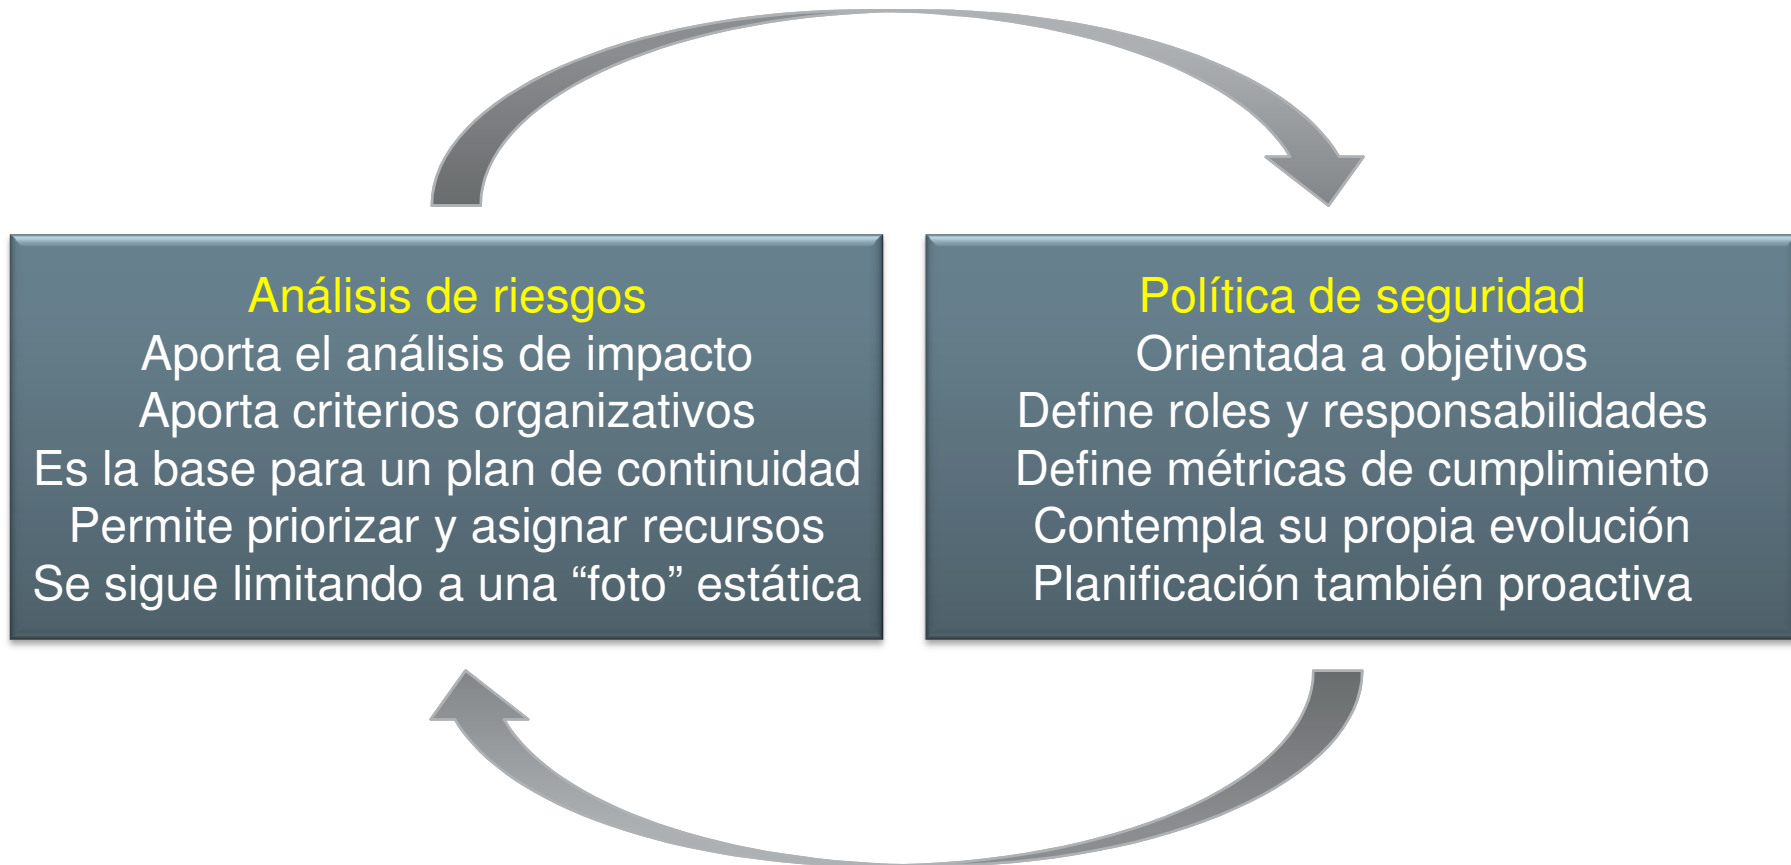 Análisis de riesgos
Aporta el análisis de impacto
Aporta criterios organizativos
Es la base para un plan de continuidad
Permite priorizar y asignar recursos
Se sigue limitando a una “foto” estática
Política de seguridad
Orientada a objetivos
Define roles y responsabilidades
Define métricas de cumplimiento
Contempla su propia evolución
Planificación también proactiva